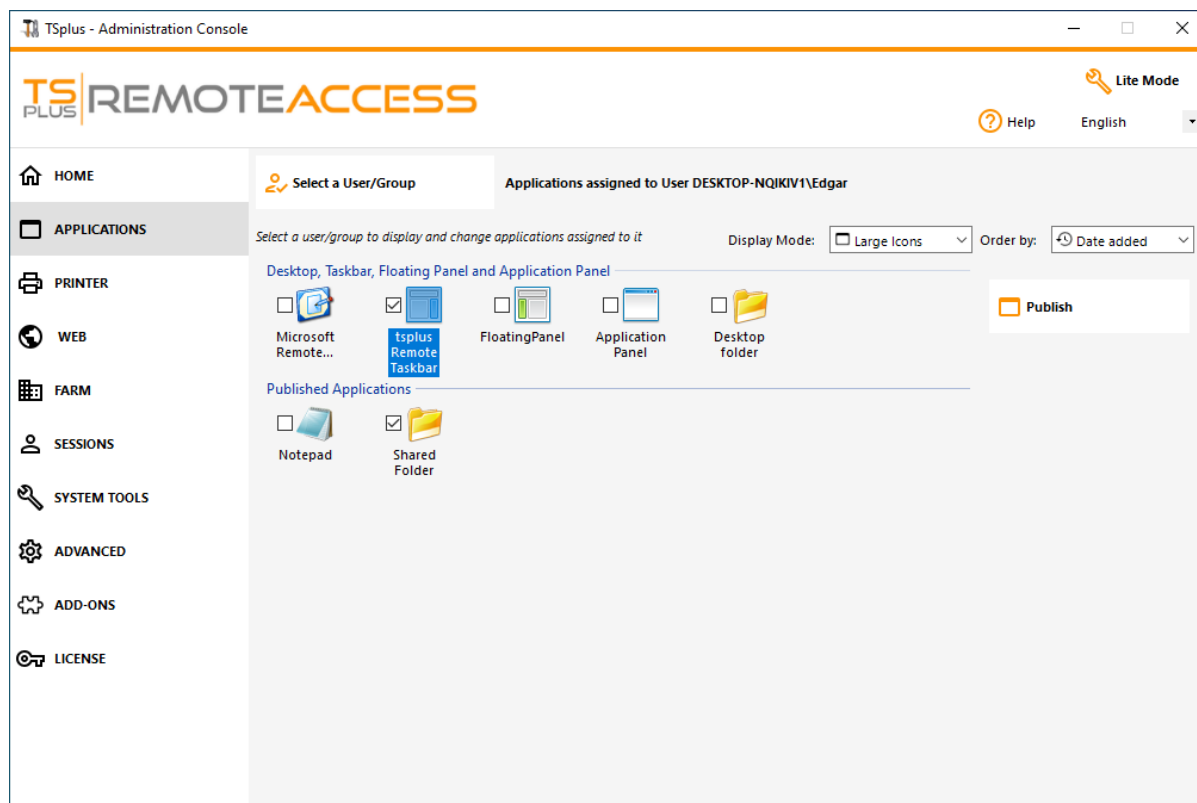 TSplus - Administration Console
TS PLUS REMOTEACCESS
Lite Mode
Help
English
HOME
APPLICATIONS
PRINTER
WEB
FARM
SESSIONS
SYSTEM TOOLS
ADVANCED
ADD-ONS
LICENSE
Select a User/Group
Applications assigned to User DESKTOP-NQIKIV1\Edgar
Select a user/group to display and change applications assigned to it
Display Mode:
Large Icons
Order by:
Date added
Desktop, Taskbar, Floating Panel and Application Panel
Microsoft
Remote...
tsplus
Remote
Taskbar
FloatingPanel
Application
Panel
Desktop
folder
Publish
Published Applications
Notepad
Shared
Folder